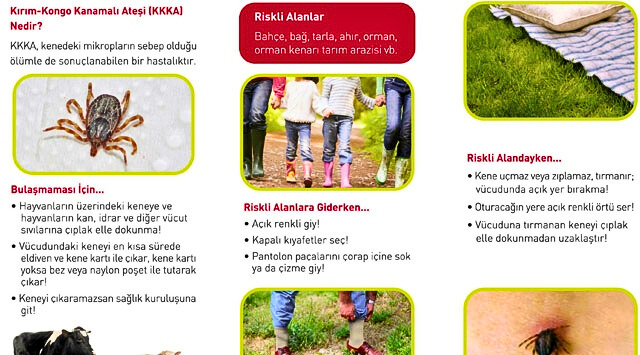 Kırım-Kongo Kanamalı Ateşi (KKKA)
Nedir?
KKKA, kenedeki mikropların sebep olduğu
ölümle de sonuçlanabilen bir hastalıktır.
Bulaşmaması İçin...
• Hayvanların üzerindeki keneye ve
hayvanların kan, idrar ve diğer vücut
sıvılarına çıplak elle dokunma!
• Vücudundaki keneyi en kısa sürede
eldiven ve kene kartı ile çıkar, kene kartı
yoksa bez veya naylon poşet ile tutarak
çıkar!
• Keneyi çıkaramazsan sağlık kuruluşuna
git!
Riskli Alanlar
Bahçe, bağ, tarla, ahır, orman,
orman kenarı tarım arazisi vb.
Riskli Alanlara Giderken...
• Açık renkli giy!
• Kapalı kıyafetler seç!
• Pantolon paçalarını çorap içine sok
ya da çizme giy!
Riskli Alandayken...
• Kene uçmaz veya zıplamaz, tırmanır;
vücudunda açık yer bırakma!
• Oturacağın yere açık renkli örtü ser!
• Vücuduna tırmanan keneyi çıplak
elle dokunmadan uzaklaştır!